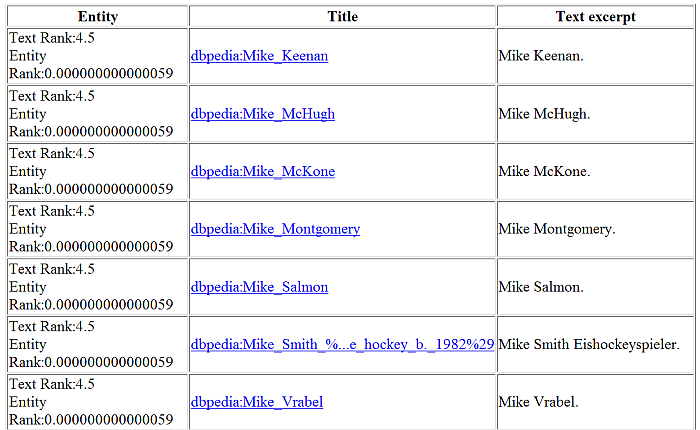 Entity Title Text excerpt
Text Rank:4.5
Entity
Rank:0.000000000000059
dbpedia:Mike_Keenan
Mike Keenan.
Text Rank:4.5
Entity
Rank:0.000000000000059
dbpedia:Mike_McHugh
Mike McHugh.
Text Rank:4.5
Entity
Rank:0.000000000000059
dbpedia:Mike_McKone
Mike McKone.
Text Rank:4.5
Entity
Rank:0.000000000000059
dbpedia:Mike_Montgomery
Mike Montgomery.
Text Rank:4.5
Entity
Rank:0.000000000000059
dbpedia:Mike_Salmon
Mike Salmon.
Text Rank:4.5
Entity
Rank:0.000000000000059
dbpedia:Mike_Smith_%...e_hockey_b._1982%29
Mike Smith Eishockeyspieler.
Text Rank:4.5
Entity
Rank:0.000000000000059
dbpedia:Mike_Vrabel
Mike Vrabel.